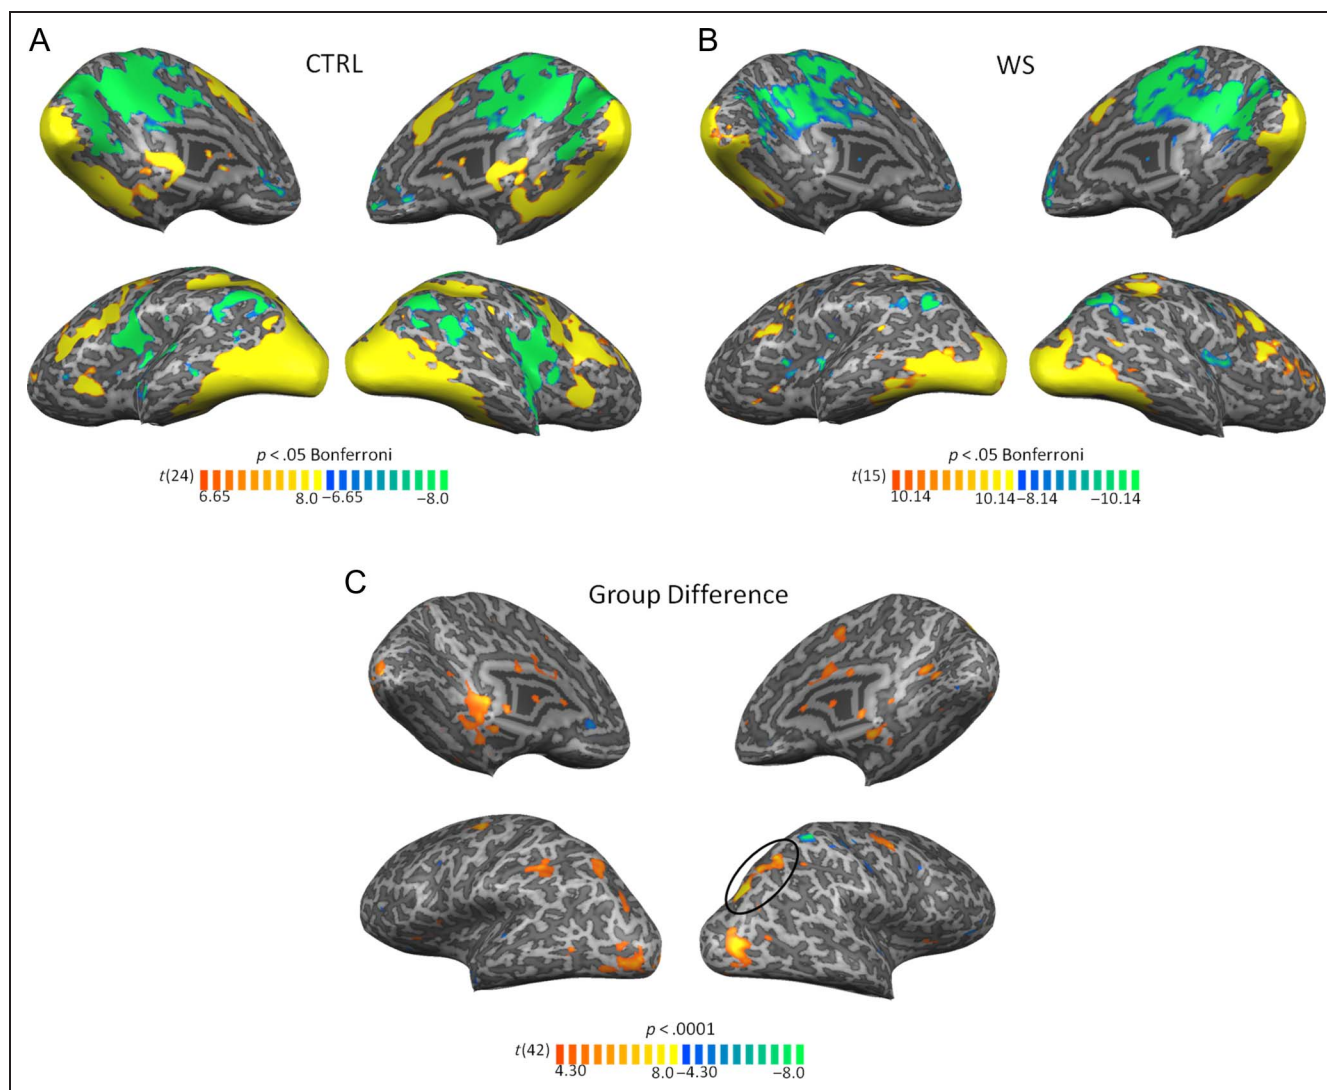 A
CTRL
B
WS
p < .05 Bonferroni
t(24)
6.65 8.0 −6.65 −8.0
p < .05 Bonferroni
t(15)
10.14 10.14 −8.14 −10.14
C
Group Difference
p < .0001
t(42)
4.30 8.0 −4.30 −8.0